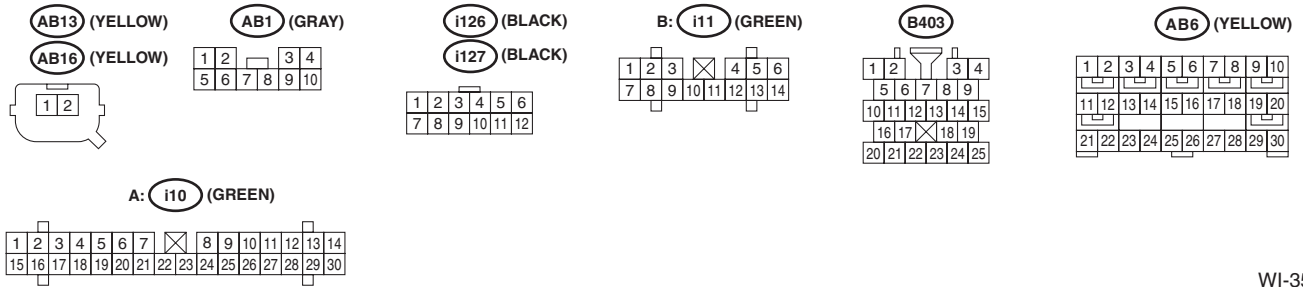 AB13 (YELLOW) AB1 (GRAY) i126 (BLACK) B: i11 (GREEN) B403 AB6 (YELLOW)
AB16 (YELLOW) i127 (BLACK)
1 2 3 4
5 6 7 8 9 10
1 2
1 2 3 4 5 6
7 8 9 10 11 12
1 2 3 4 5 6
7 8 9 10 11 12 13 14
1 2 3 4
5 6 7 8 9
10 11 12 13 14 15
16 17 18 19
20 21 22 23 24 25
1 2 3 4 5 6 7 8 9 10
11 12 13 14 15 16 17 18 19 20
21 22 23 24 25 26 27 28 29 30
A: i10 (GREEN)
1 2 3 4 5 6 7 8 9 10 11 12 13 14
15 16 17 18 19 20 21 22 23 24 25 26 27 28 29 30